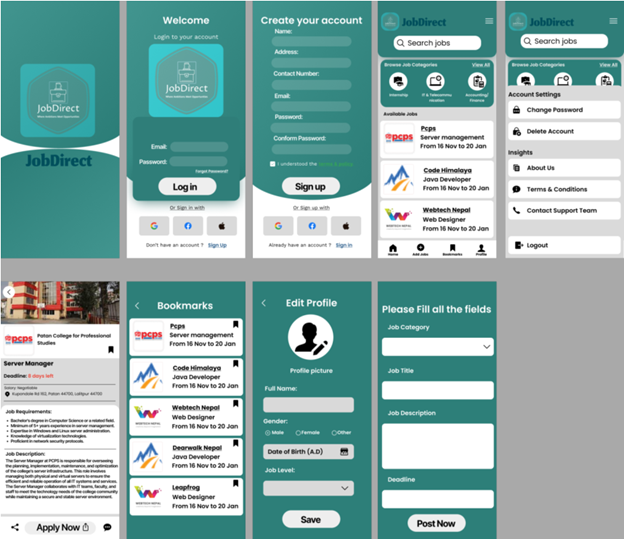 JobDirect
JobDirect
Welcome
Login to your account
JobDirect
Email:
Password:
Forget Password?
Log in
Or Sign in with
Don't have an account ? Sign Up
Create your account
Name:
Address:
Contact Number:
Email:
Password:
Conform Password:
I understood the
Sign up
Or Sign up with
Already have an account ? Sign In
JobDirect
Search jobs
Browse Job Categories View All
Internship
IT & Telecommu
nication
Accounting/
Finance
Available Jobs
pcps
Pcps
Server management
From 16 Nov to 20 Jan
Code Himalaya
Java Developer
From 16 Nov to 20 Jan
WEBTECH NEPAL
Webtech Nepal
Web Designer
From 16 Nov to 20 Jan
Home Add Jobs Bookmarks Profile
JobDirect
Search jobs
Browse Job Categories View All
Account Settings
Change Password
Delete Account
Insights
About Us
Terms & Conditions
Contact Support Team
Logout
pcps
Patan College for Professional
Studies
Server Manager
Deadline: 3 days left
Salary: Negotiable
Kupondole Rd 162, Patan 44700, Lalitpur 44700
Job Requirements:
Bachelor's degree in Computer Science or a related field.
Minimum of 5+ years experience in server management.
Expertise in Windows and Linux server administration.
Knowledge of virtualization technologies.
Proficient in network security protocols.
Job Description:
The Server Manager at PCPS is responsible for overseeing
the planning, implementation, maintenance, and optimization
of the college's server infrastructure. This role involves
managing both physical and virtual servers to ensure the
efficient and reliable operation of all IT systems and services.
The Server Manager collaborates with IT teams, faculty, and
staff to meet the technology needs of the college community
while maintaining a secure and stable server environment.
Apply Now
Bookmarks
pcps
Pcps
Server management
From 16 Nov to 20 Jan
Code Himalaya
Java Developer
From 16 Nov to 20 Jan
WEBTECH NEPAL
Webtech Nepal
Web Designer
From 16 Nov to 20 Jan
Dearwalk Nepal
Java Developer
From 16 Nov to 20 Jan
WEBTECH NEPAL
Leapfrog
Web Designer
From 16 Nov to 20 Jan
Edit Profile
Profile picture
Full Name:
Gender:
Male Female Other
Date of Birth (A.D)
Job Level:
Save
Please Fill all the fields
Job Category
Job Title
Job Description
Deadline
Post Now